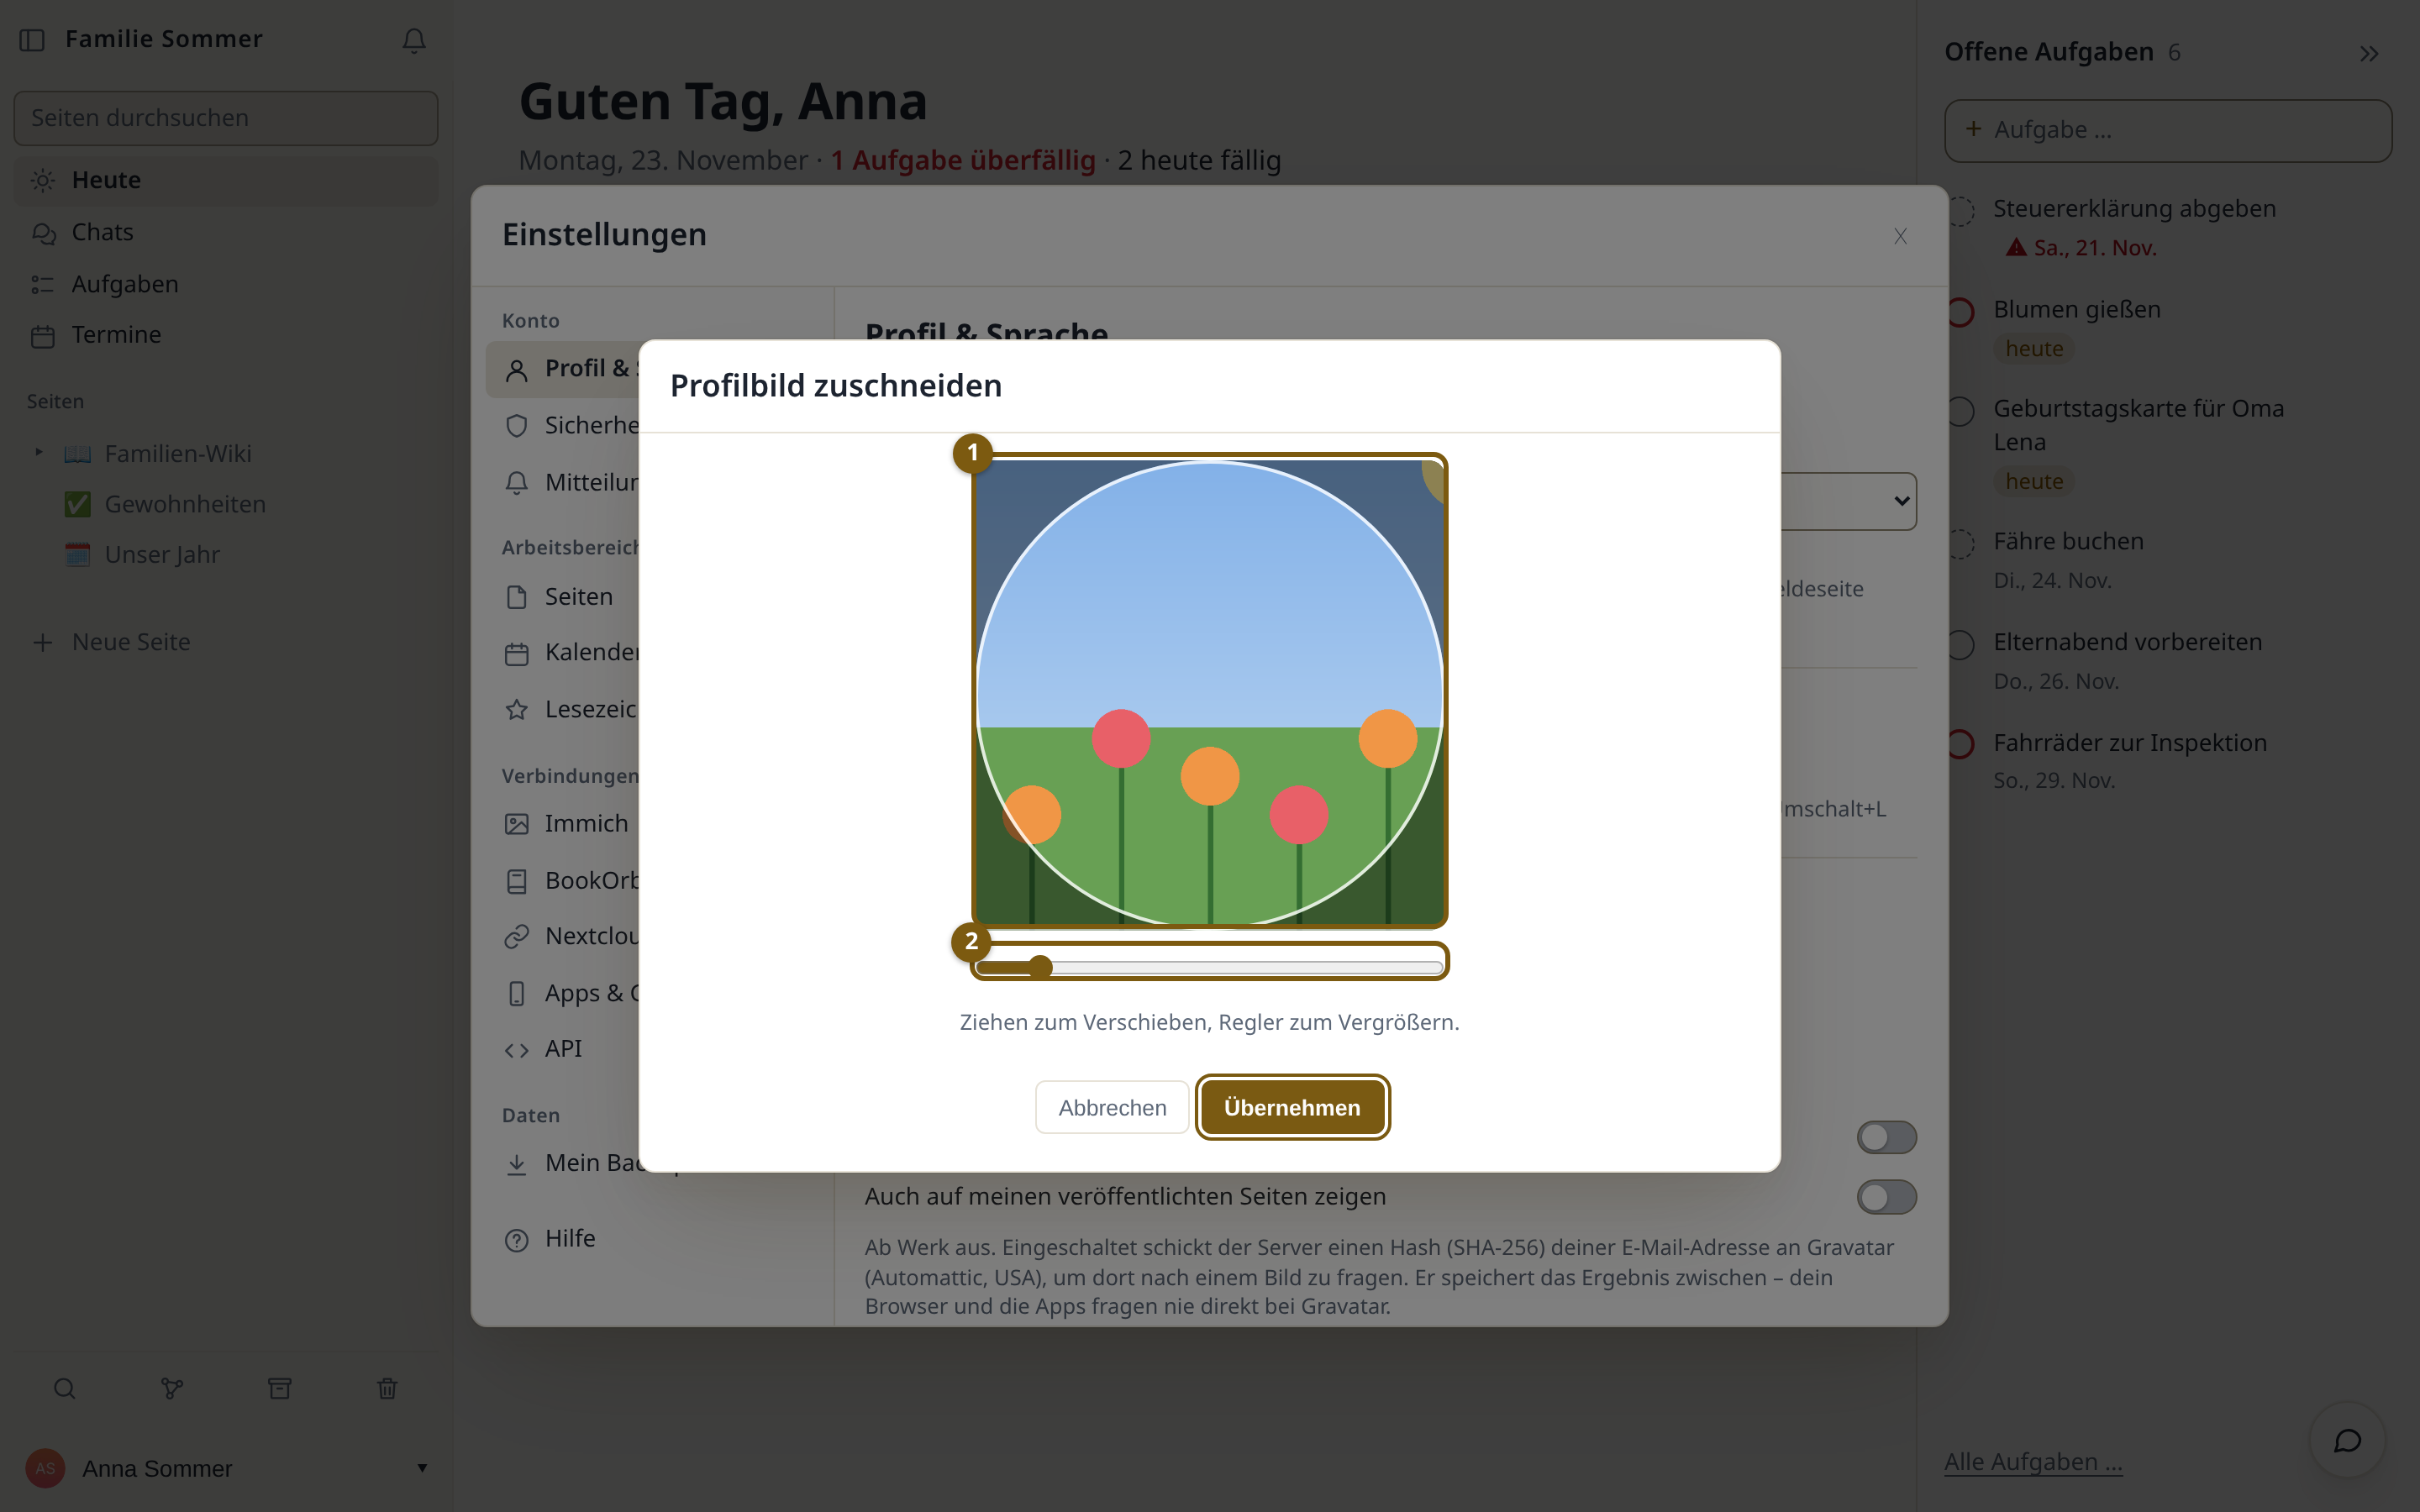 Familie Sommer
Seiten durchsuchen
Heute
Chats
Aufgaben
Termine
Seiten
Familien-Wiki
Gewohnheiten
Unser Jahr
Neue Seite
AS
Anna Sommer
Guten Tag, Anna
Montag, 23. November · 1 Aufgabe überfällig · 2 heute fällig
Einstellungen
X
Konto
Profil &
Sicherhe
Mitteilur
Arbeitsbereich
Seiten
Kalender
Lesezeic
Verbindungen
Immich
BookOrb
Nextclou
Apps &
API
Daten
Mein Bac
Hilfe
Profil & Sprache
eldeseite
mschalt+L
Profilbild zuschneiden
1
2
Ziehen zum Verschieben, Regler zum Vergrößern.
Abbrechen
Übernehmen
Auch auf meinen veröffentlichten Seiten zeigen
Ab Werk aus. Eingeschaltet schickt der Server einen Hash (SHA-256) deiner E-Mail-Adresse an Gravatar
(Automattic, USA), um dort nach einem Bild zu fragen. Er speichert das Ergebnis zwischen – dein
Browser und die Apps fragen nie direkt bei Gravatar.
Offene Aufgaben 6
+ Aufgabe ...
Steuererklärung abgeben
Sa., 21. Nov.
Blumen gießen
heute
Geburtstagskarte für Oma
Lena
heute
Fähre buchen
Di., 24. Nov.
Elternabend vorbereiten
Do., 26. Nov.
Fahrräder zur Inspektion
So., 29. Nov.
Alle Aufgaben ...